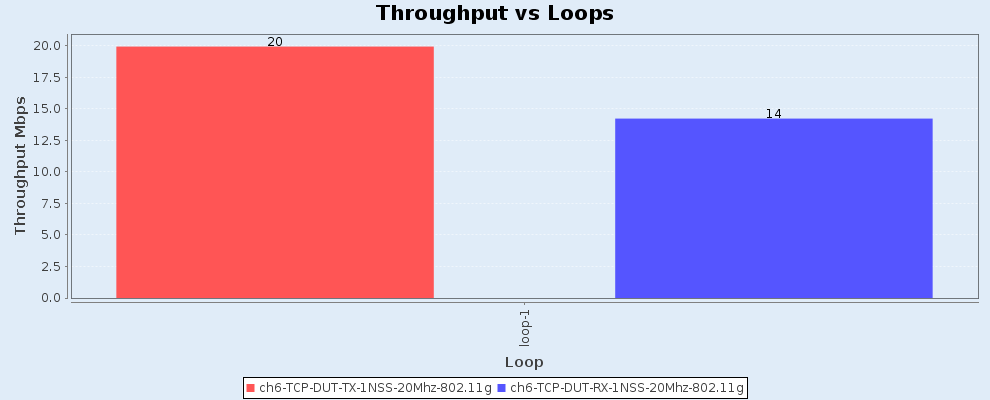 Throughput vs Loops
Throughput Mbps
20.0
17.5
15.0
12.5
10.0
7.5
5.0
2.5
0.0
20
14
loop-1
Loop
ch6-TCP-DUT-TX-1NSS-20Mhz-802.11g ch6-TCP-DUT-RX-1NSS-20Mhz-802.11g